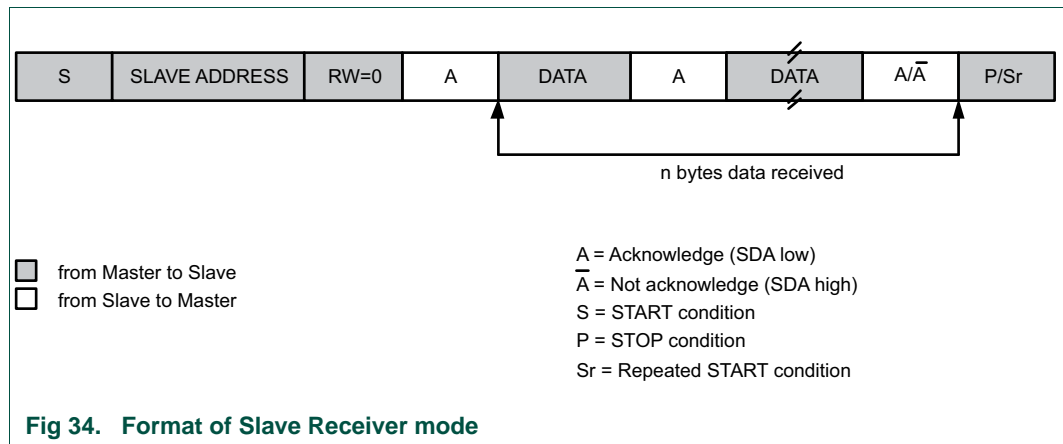 S SLAVE ADDRESS RW=0 A DATA A DATA A/A̅ P/Sr
n bytes data received
from Master to Slave
from Slave to Master
A = Acknowledge (SDA low)
A̅ = Not acknowledge (SDA high)
S = START condition
P = STOP condition
Sr = Repeated START condition
Fig 34. Format of Slave Receiver mode